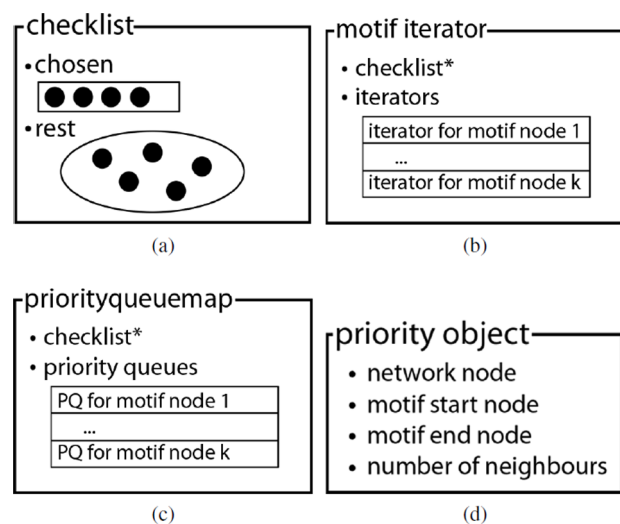 checklist
• chosen
• rest
(a)
motif iterator
• checklist*
• iterators
iterator for motif node 1
...
iterator for motif node k
(b)
priorityqueuemap
• checklist*
• priority queues
PQ for motif node 1
...
PQ for motif node k
(c)
priority object
• network node
• motif start node
• motif end node
• number of neighbours
(d)